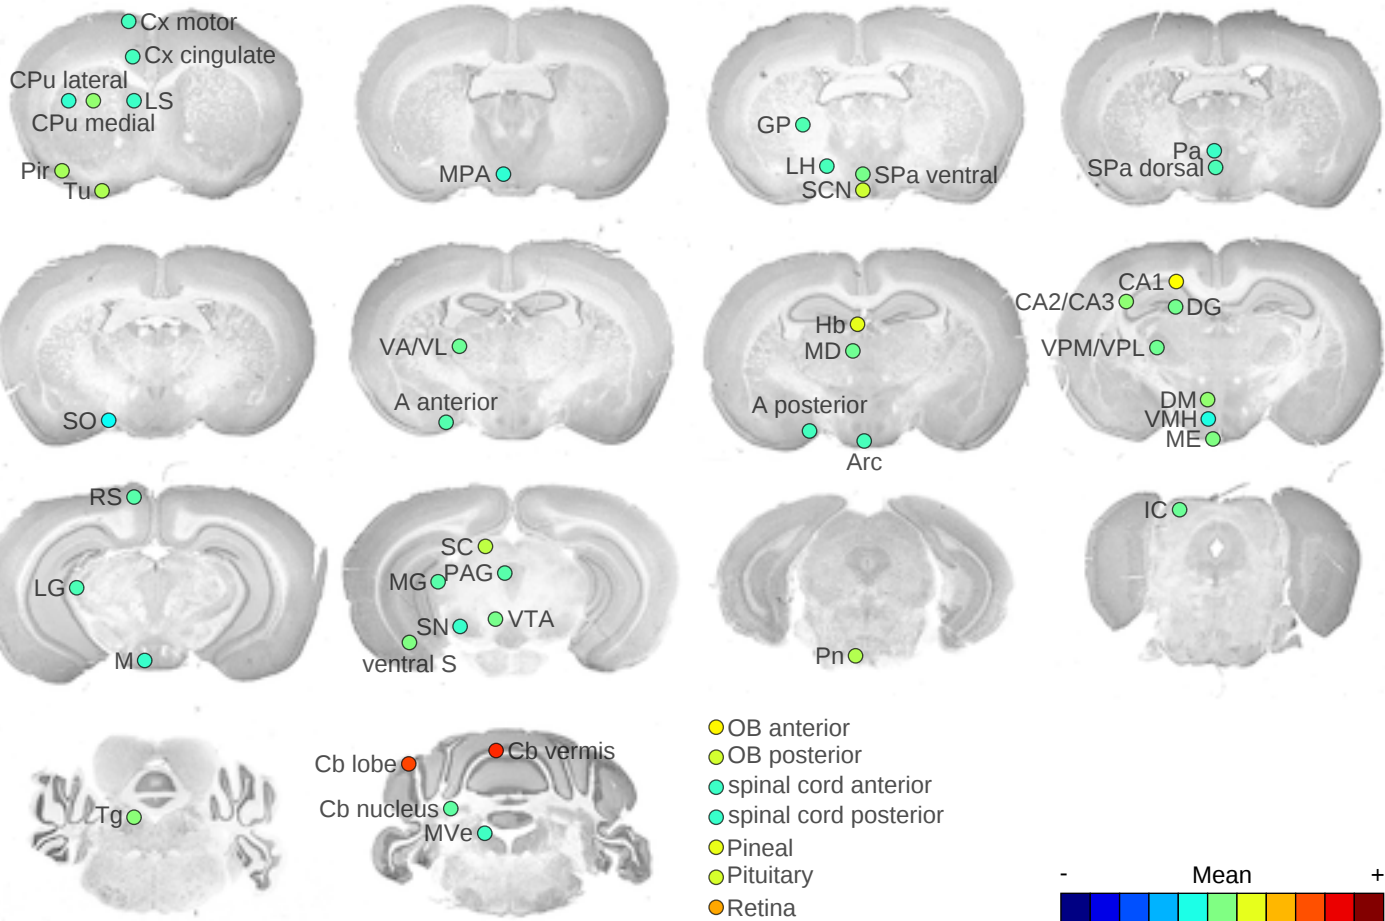 Cx motor
Cx cingulate
CPu lateral
LS
CPu medial
Pir
Tu
MPA
GP
LH
SPa ventral
SCN
Pa
SPa dorsal
SO
VA/VL
A anterior
Hb
MD
A posterior
Arc
CA1
CA2/CA3
DG
VPM/VPL
DM
VMH
ME
RS
LG
M
SC
PAG
MG
VTA
SN
ventral S
Pn
IC
Tg
Cb lobe
Cb vermis
Cb nucleus
MVe
OB anterior
OB posterior
spinal cord anterior
spinal cord posterior
Pineal
Pituitary
Retina
- Mean +